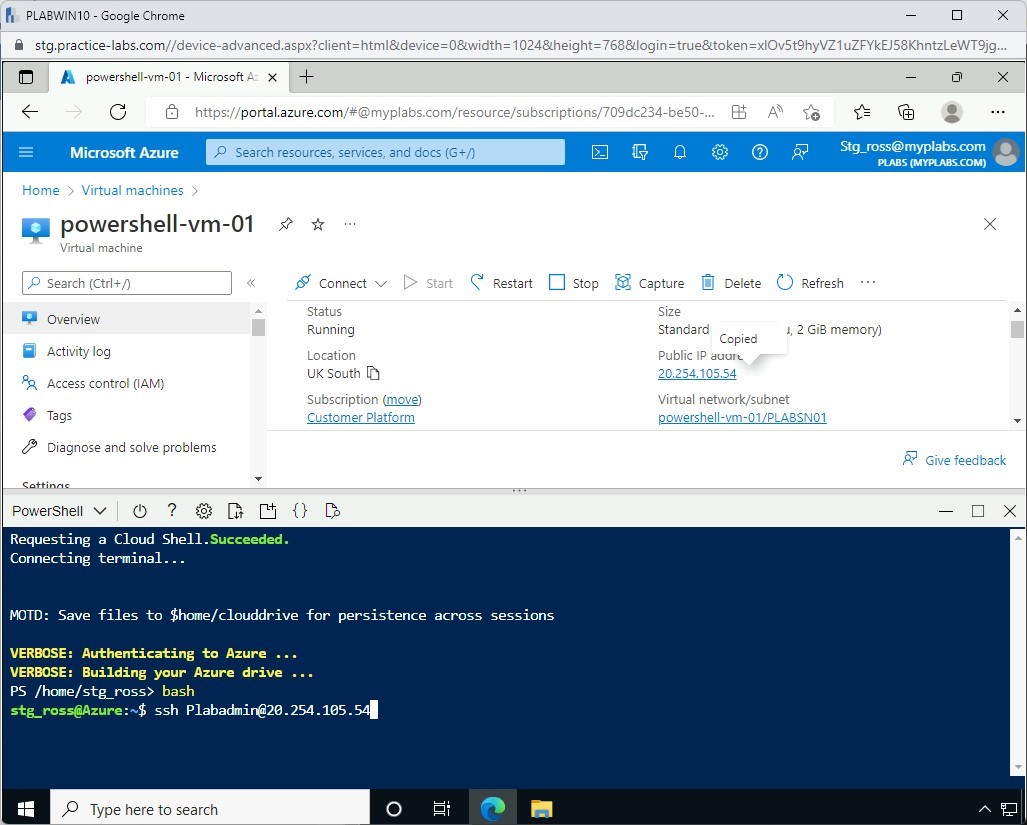 PLABWIN10 - Google Chrome
stg.practice-labs.com//device-advanced.aspx?client=html&device=0&width=1024&height=768&login=true&token=xlOv5t9hyVZ1uZFYkEJ58KhntzLeWT9jg...
powershell-vm-01 - Microsoft Az
https://portal.azure.com/#@myplabs.com/resource/subscriptions/709dc234-be50-...
Microsoft Azure
Search resources, services, and docs (G+/)
Stg_ross@myplabs.com
PLABS (MYPLABS.COM)
Home > Virtual machines >
powershell-vm-01
Virtual machine
Search (Ctrl+/)
Connect
Start
Restart
Stop
Capture
Delete
Refresh
Overview
Activity log
Access control (IAM)
Tags
Diagnose and solve problems
Settings
Status
Running
Location
UK South
Subscription (move)
Customer Platform
Size
Standard , 2 GiB memory)
Copied
Public IP addre
20.254.105.54
Virtual network/subnet
powershell-vm-01/PLABSN01
Give feedback
PowerShell
Requesting a Cloud Shell.Succeeded.
Connecting terminal...
MOTD: Save files to $home/clouddrive for persistence across sessions
VERBOSE: Authenticating to Azure ...
VERBOSE: Building your Azure drive ...
PS /home/stg_ross> bash
stg_ross@Azure:~$ ssh Plabadmin@20.254.105.54
Type here to search